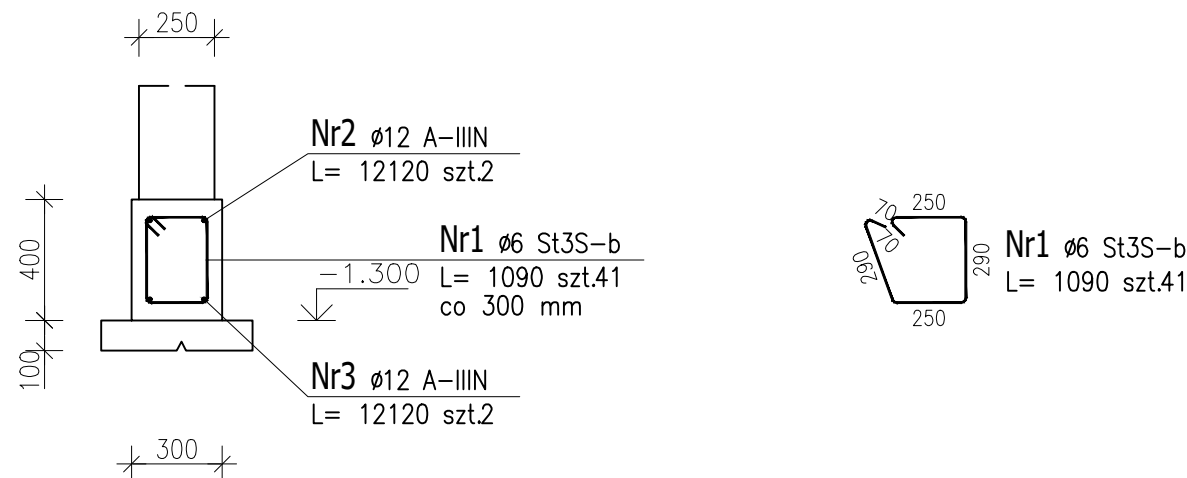 250
Nr2 ø12 A-IIIN
L= 12120 szt.2
400
Nr1 ø6 St3S-b
L= 1090 szt.41
co 300 mm
-1.300
100
Nr3 ø12 A-IIIN
L= 12120 szt.2
300
250
70
70
290
290
250
Nr1 ø6 St3S-b
L= 1090 szt.41